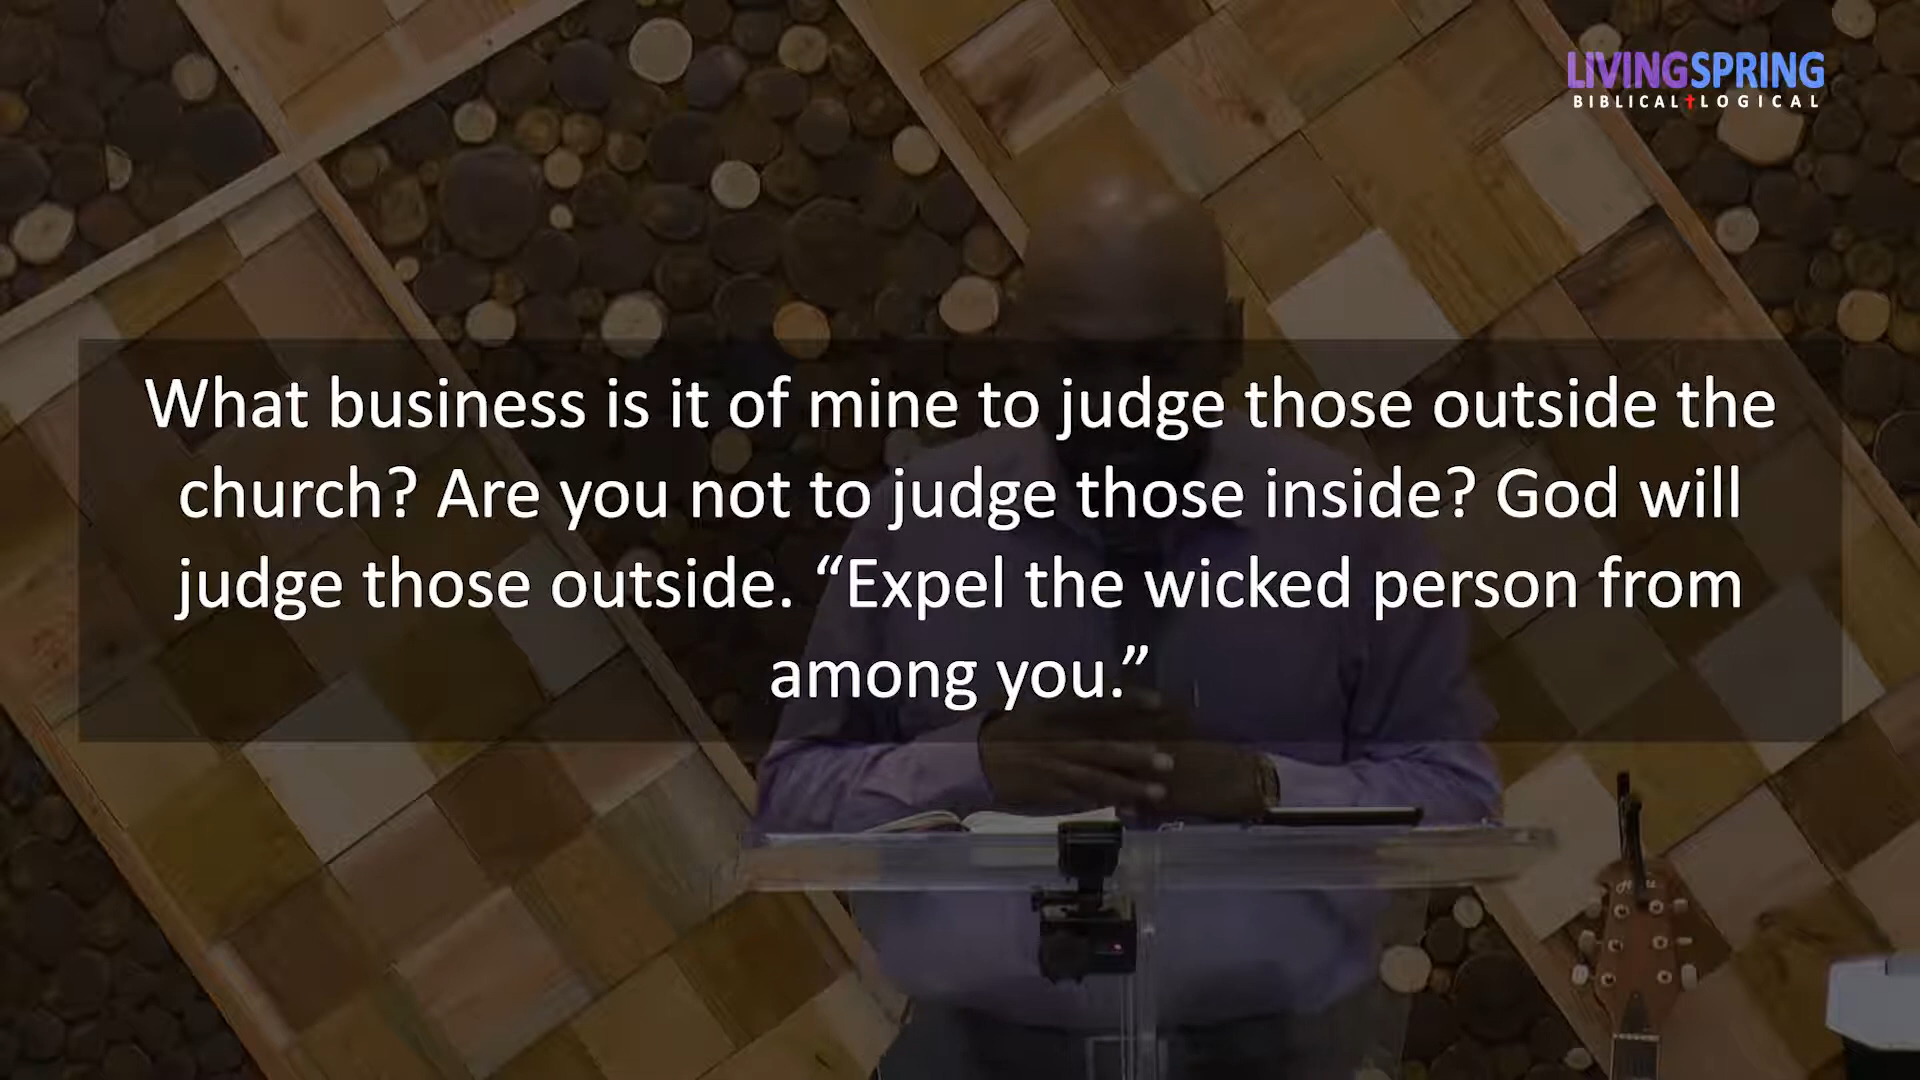 LIVINGSPRING
BIBLICAL✝LOGICAL
What business is it of mine to judge those outside the
church? Are you not to judge those inside? God will
judge those outside. “Expel the wicked person from
among you.”